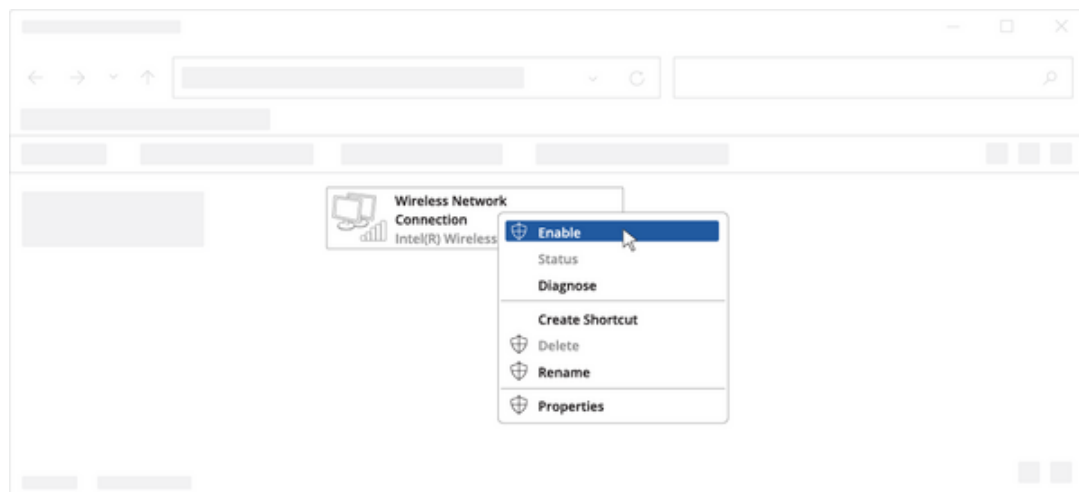 Wireless Network
Connection
Intel(R) Wireless
Enable
Status
Diagnose
Create Shortcut
Delete
Rename
Properties